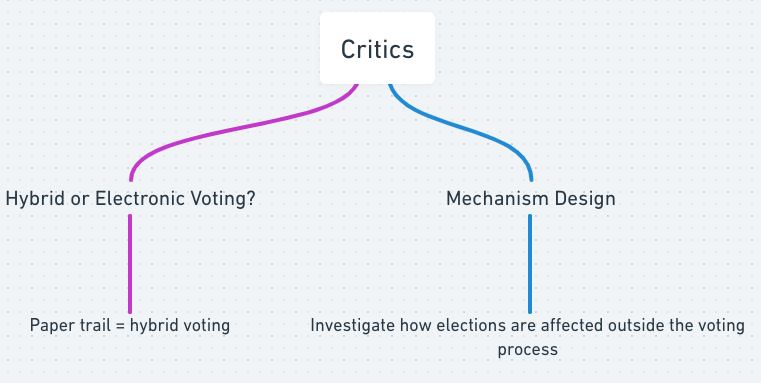 Critics
Hybrid or Electronic Voting?
Mechanism Design
Paper trail = hybrid voting
Investigate how elections are affected outside the voting
process